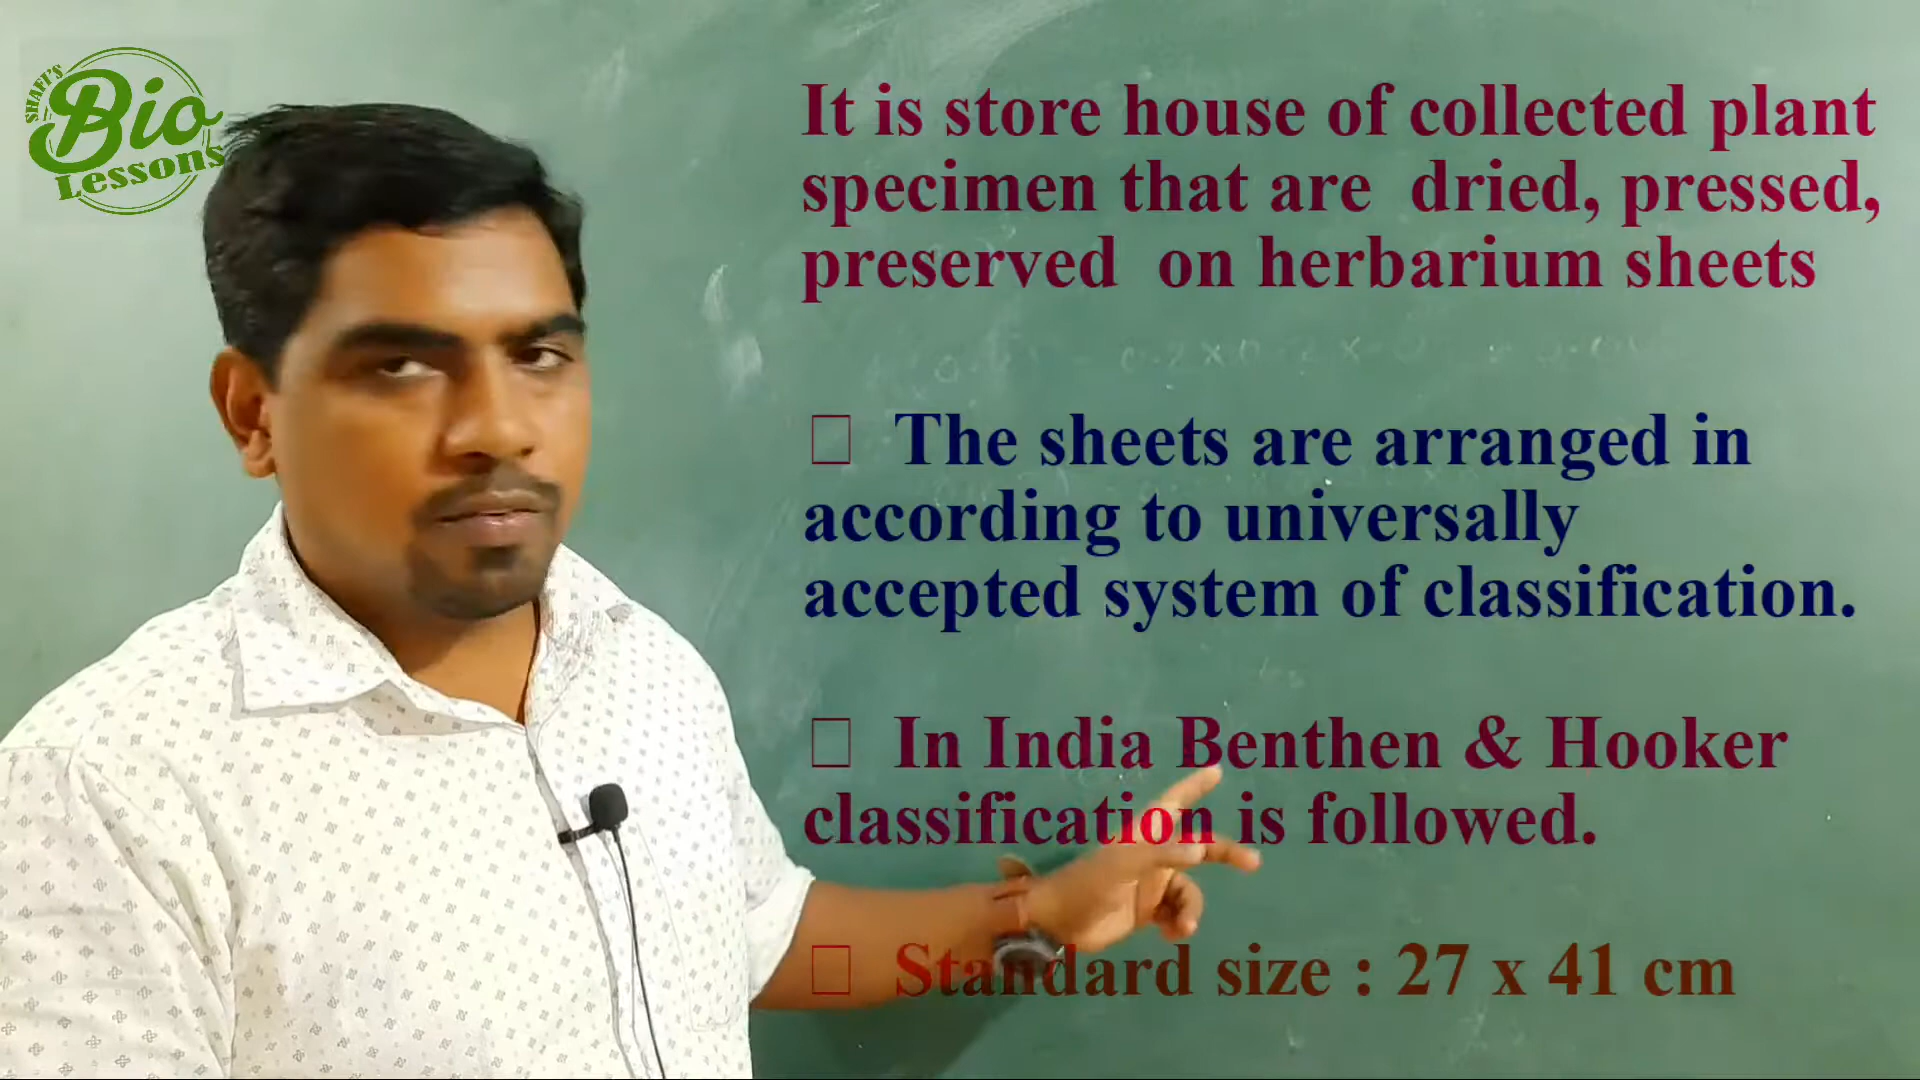 SHAFI'S
Bio
Lessons
It is store house of collected plant
specimen that are dried, pressed,
preserved on herbarium sheets
The sheets are arranged in
according to universally
accepted system of classification.
In India Benthen & Hooker
classification is followed.
Standard size : 27 x 41 cm